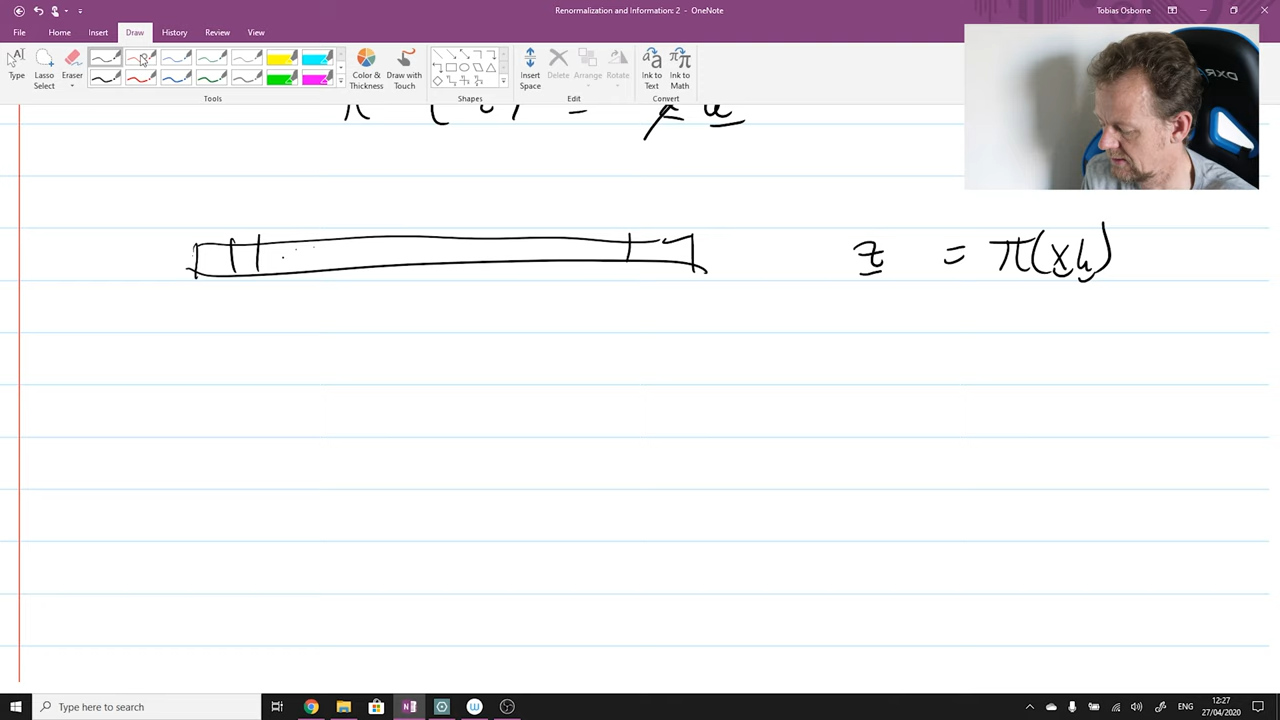 Renormalization and Information: 2 - OneNote
Tobias Osborne
File Home Insert Draw History Review View
Type
Lasso Select
Eraser
Color & Thickness
Draw with Touch
Insert Space
Delete
Arrange
Rotate
Ink to Text
Ink to Math
Tools
Shapes
Edit
Convert
DXRA
z = π(xh)
Type here to search
ENG
12:27
27/04/2020